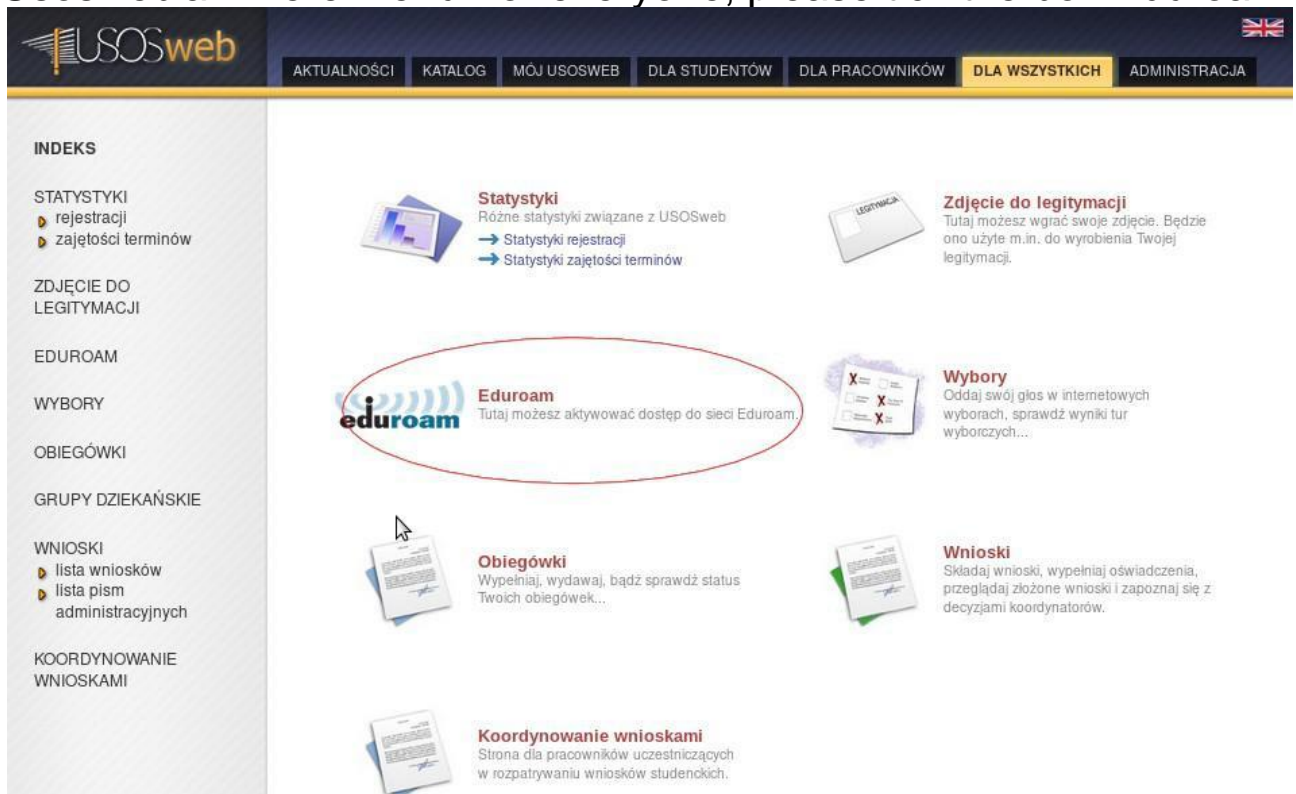 USOSweb
AKTUALNOŚCI KATALOG MÓJ USOSWEB DLA STUDENTÓW DLA PRACOWNIKÓW DLA WSZYSTKICH ADMINISTRACJA
INDEKS
STATYSTYKI
rejestracji
zajętości terminów
ZDJĘCIE DO
LEGITYMACJI
EDUROAM
WYBORY
OBIEGÓWKI
GRUPY DZIEKAŃSKIE
WNIOSKI
lista wniosków
lista pism
administracyjnych
KOORDYNOWANIE
WNIOSKAMI
Statystyki
Różne statystyki związane z USOSweb
Statystyki rejestracji
Statystyki zajętości terminów
LEGITYMACJA
Zdjęcie do legitymacji
Tutaj możesz wgrać swoje zdjęcie. Będzie
ono użyte m.in. do wyrobienia Twojej
legitymacji.
eduroam
Eduroam
Tutaj możesz aktywować dostęp do sieci Eduroam.
Wybory
Oddaj swój głos w internetowych
wyborach, sprawdź wyniki tur
wyborczych...
Obiegówki
Wypełniaj, wydawaj, bądź sprawdź status
Twoich obiegówek...
Wnioski
Składaj wnioski, wypełniaj oświadczenia,
przeglądaj złożone wnioski i zapoznaj się z
decyzjami koordynatorów.
Koordynowanie wnioskami
Strona dla pracowników uczestniczących
w rozpatrywaniu wniosków studenckich.